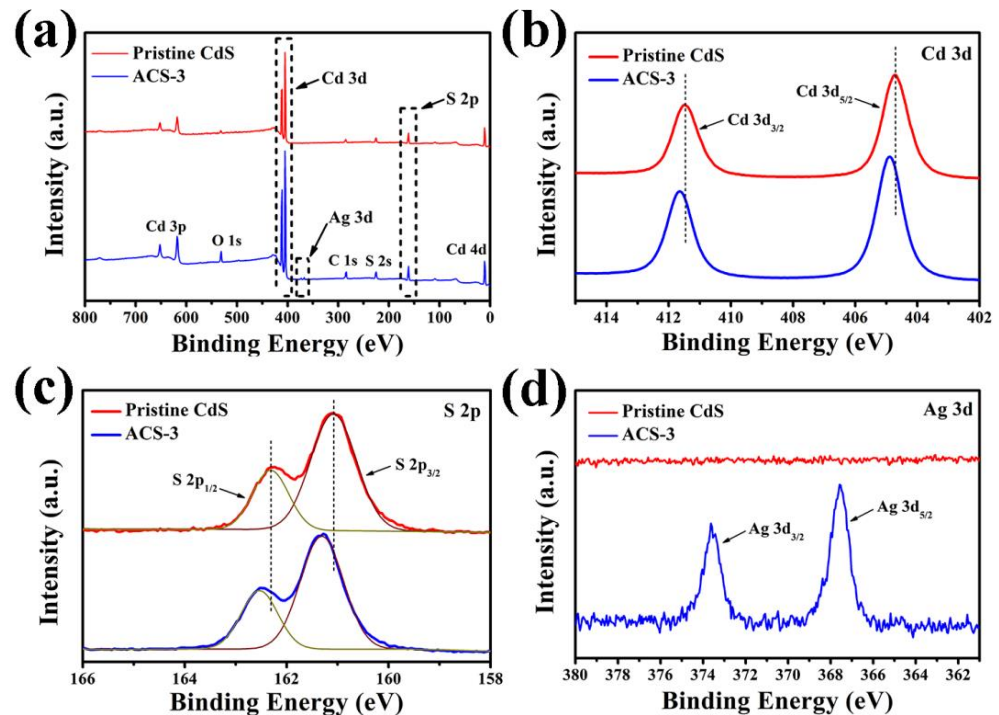 (a)
Pristine CdS
ACS-3
Cd 3d
S 2p
Ag 3d
Cd 3p
O 1s
C 1s S 2s
Cd 4d
Intensity (a.u.)
800 700 600 500 400 300 200 100 0
Binding Energy (eV)
(b)
Pristine CdS
ACS-3
Cd 3d
Cd 3d5/2
Cd 3d3/2
Intensity (a.u.)
414 412 410 408 406 404 402
Binding Energy (eV)
(c)
Pristine CdS
ACS-3
S 2p
S 2p1/2
S 2p3/2
Intensity (a.u.)
166 164 162 160 158
Binding Energy (eV)
(d)
Pristine CdS
ACS-3
Ag 3d
Ag 3d5/2
Ag 3d3/2
Intensity (a.u.)
380 378 376 374 372 370 368 366 364 362
Binding Energy (eV)